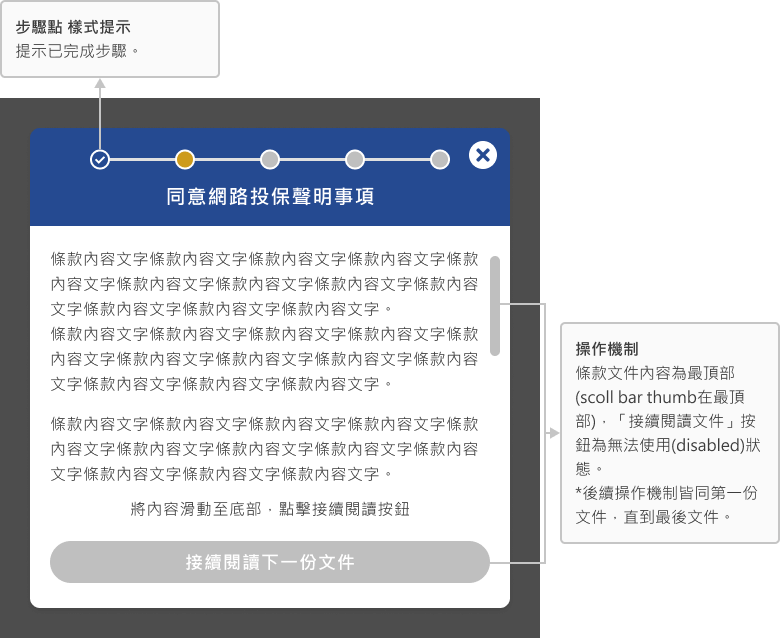 步驟點 樣式提示
提示已完成步驟。
同意網路投保聲明事項
條款內容文字條款內容文字條款內容文字條款內容文字條款
內容文字條款內容文字條款內容文字條款內容文字條款內容
文字條款內容文字條款內容文字條款內容文字。
條款內容文字條款內容文字條款內容文字條款內容文字條款
內容文字條款內容文字條款內容文字條款內容文字條款內容
文字條款內容文字條款內容文字條款內容文字。
條款內容文字條款內容文字條款內容文字條款內容文字條款
內容文字條款內容文字條款內容文字條款內容文字條款內容
文字條款內容文字條款內容文字條款內容文字。
將內容滑動至底部，點擊接續閱讀按鈕
接續閱讀下一份文件
操作機制
條款文件內容為最頂部
(scoll bar thumb在最頂
部)，「接續閱讀文件」按
鈕為無法使用(disabled)狀
態。
*後續操作機制皆同第一份
文件，直到最後文件。